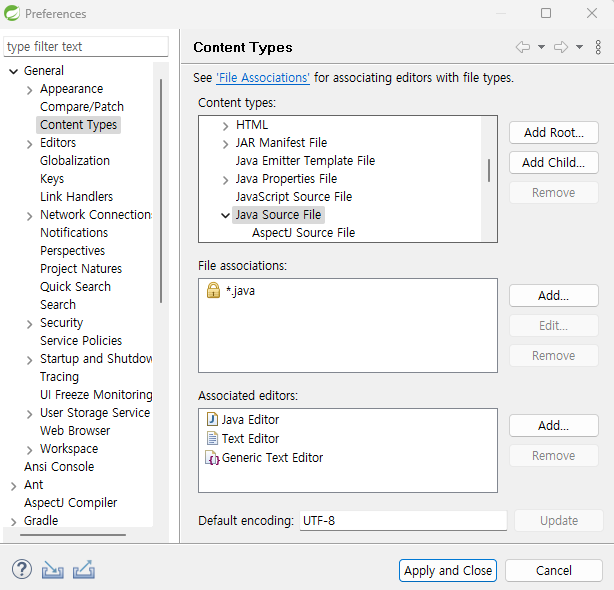 Preferences
type filter text
General
Appearance
Compare/Patch
Content Types
Editors
Globalization
Keys
Link Handlers
Network Connection
Notifications
Perspectives
Project Natures
Quick Search
Search
Security
Service Policies
Startup and Shutdow
Tracing
UI Freeze Monitoring
User Storage Service
Web Browser
Workspace
Ansi Console
Ant
AspectJ Compiler
Gradle
Content Types
See 'File Associations' for associating editors with file types.
Content types:
HTML
JAR Manifest File
Java Emitter Template File
Java Properties File
JavaScript Source File
Java Source File
AspectJ Source File
Add Root...
Add Child...
Remove
File associations:
*.java
Add...
Edit...
Remove
Associated editors:
Java Editor
Text Editor
Generic Text Editor
Add...
Remove
Default encoding: UTF-8 Update
Apply and Close Cancel